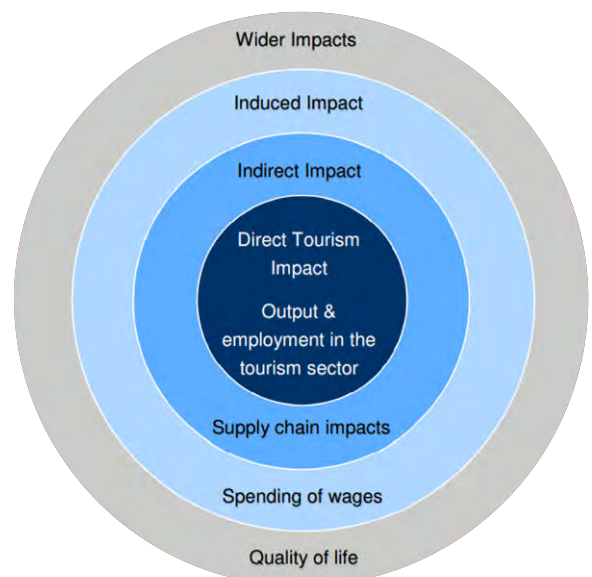 Wider Impacts
Induced Impact
Indirect Impact
Direct Tourism
Impact
Output &
employment in the
tourism sector
Supply chain impacts
Spending of wages
Quality of life